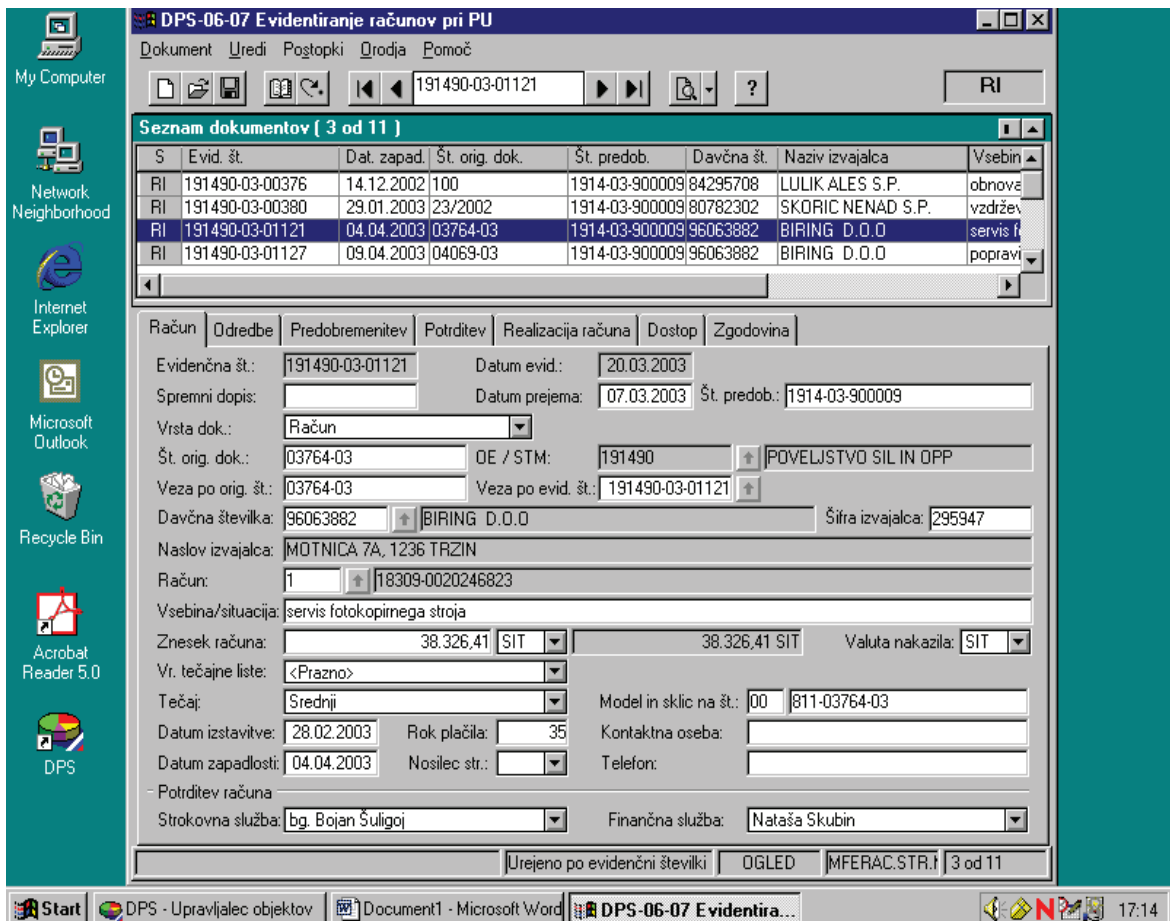 My Computer
Network Neighborhood
Internet Explorer
Microsoft Outlook
Recycle Bin
Acrobat Reader 5.0
DPS
DPS-06-07 Evidentiranje računov pri PU
Dokument Uredi Postopki Orodja Pomoč
191490-03-01121 ? RI
Seznam dokumentov ( 3 od 11 )
S Evid. št. Dat. zapad. Št. orig. dok. Št. predob. Davčna št. Naziv izvajalca Vsebin
RI 191490-03-00376 14.12.2002 100 1914-03-900009 84295708 LULIK ALES S.P. obnova
RI 191490-03-00380 29.01.2003 23/2002 1914-03-900009 80782302 SKORIC NENAD S.P. vzdržev
RI 191490-03-01121 04.04.2003 03764-03 1914-03-900009 96063882 BIRING D.O.O servis f
RI 191490-03-01127 09.04.2003 04069-03 1914-03-900009 96063882 BIRING D.O.O popravi
Račun Odredbe Predobremenitev Potrditev Realizacija računa Dostop Zgodovina
Evidenčna št.: 191490-03-01121 Datum evid.: 20.03.2003
Spremni dopis: Datum prejema: 07.03.2003 Št. predob.: 1914-03-900009
Vrsta dok.: Račun
Št. orig. dok.: 03764-03 OE / STM: 191490 POVELJSTVO SIL IN OPP
Veza po orig. št.: 03764-03 Veza po evid. št.: 191490-03-01121
Davčna številka: 96063882 BIRING D.O.O Šifra izvajalca: 295947
Naslov izvajalca: MOTNICA 7A, 1236 TRZIN
Račun: 1 18309-0020246823
Vsebina/situacija: servis fotokopirnega stroja
Znesek računa: 38.326,41 SIT 38.326,41 SIT Valuta nakazila: SIT
Vr. tečajne liste: <Prazno>
Tečaj: Srednji Model in sklic na št.: 00 811-03764-03
Datum izstavitve: 28.02.2003 Rok plačila: 35 Kontaktna oseba:
Datum zapadlosti: 04.04.2003 Nosilec str.: Telefon:
Potrditev računa
Strokovna služba: bg. Bojan Šuligoj Finančna služba: Nataša Skubin
Urejeno po evidenčni številki OGLED MFERAC.STR. 3 od 11
Start DPS - Upravljalec objektov Document1 - Microsoft Word DPS-06-07 Evidentira... 17:14